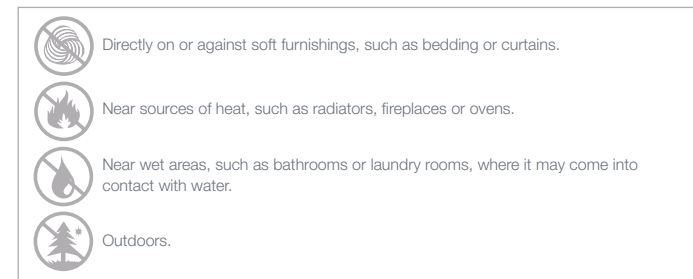 Directly on or against soft furnishings, such as bedding or curtains.
Near sources of heat, such as radiators, fireplaces or ovens.
Near wet areas, such as bathrooms or laundry rooms, where it may come into
contact with water.
Outdoors.